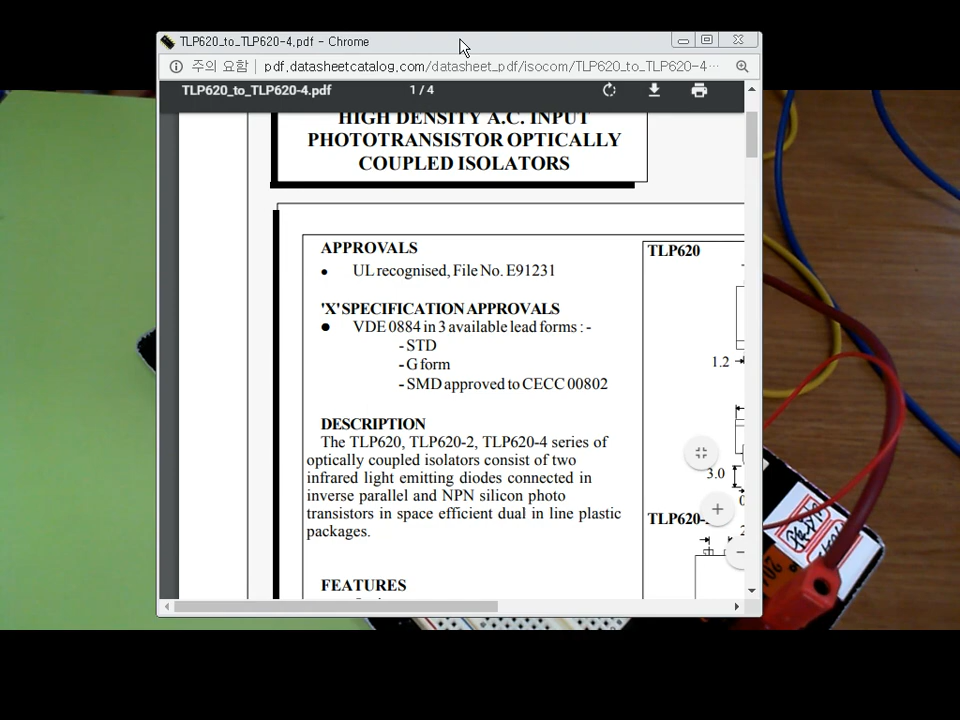 TLP620_to_TLP620-4.pdf - Chrome
주의 요함 | pdf.datasheetcatalog.com/datasheet_pdf/isocom/TLP620_to_TLP620-4···
TLP620_to_TLP620-4.pdf 1 / 4
HIGH DENSITY A.C. INPUT
PHOTOTRANSISTOR OPTICALLY
COUPLED ISOLATORS
APPROVALS
● UL recognised, File No. E91231
'X' SPECIFICATION APPROVALS
● VDE 0884 in 3 available lead forms : -
- STD
- G form
- SMD approved to CECC 00802
DESCRIPTION
The TLP620, TLP620-2, TLP620-4 series of
optically coupled isolators consist of two
infrared light emitting diodes connected in
inverse parallel and NPN silicon photo
transistors in space efficient dual in line plastic
packages.
FEATURES
TLP620
1.2
3.0
TLP620-
2